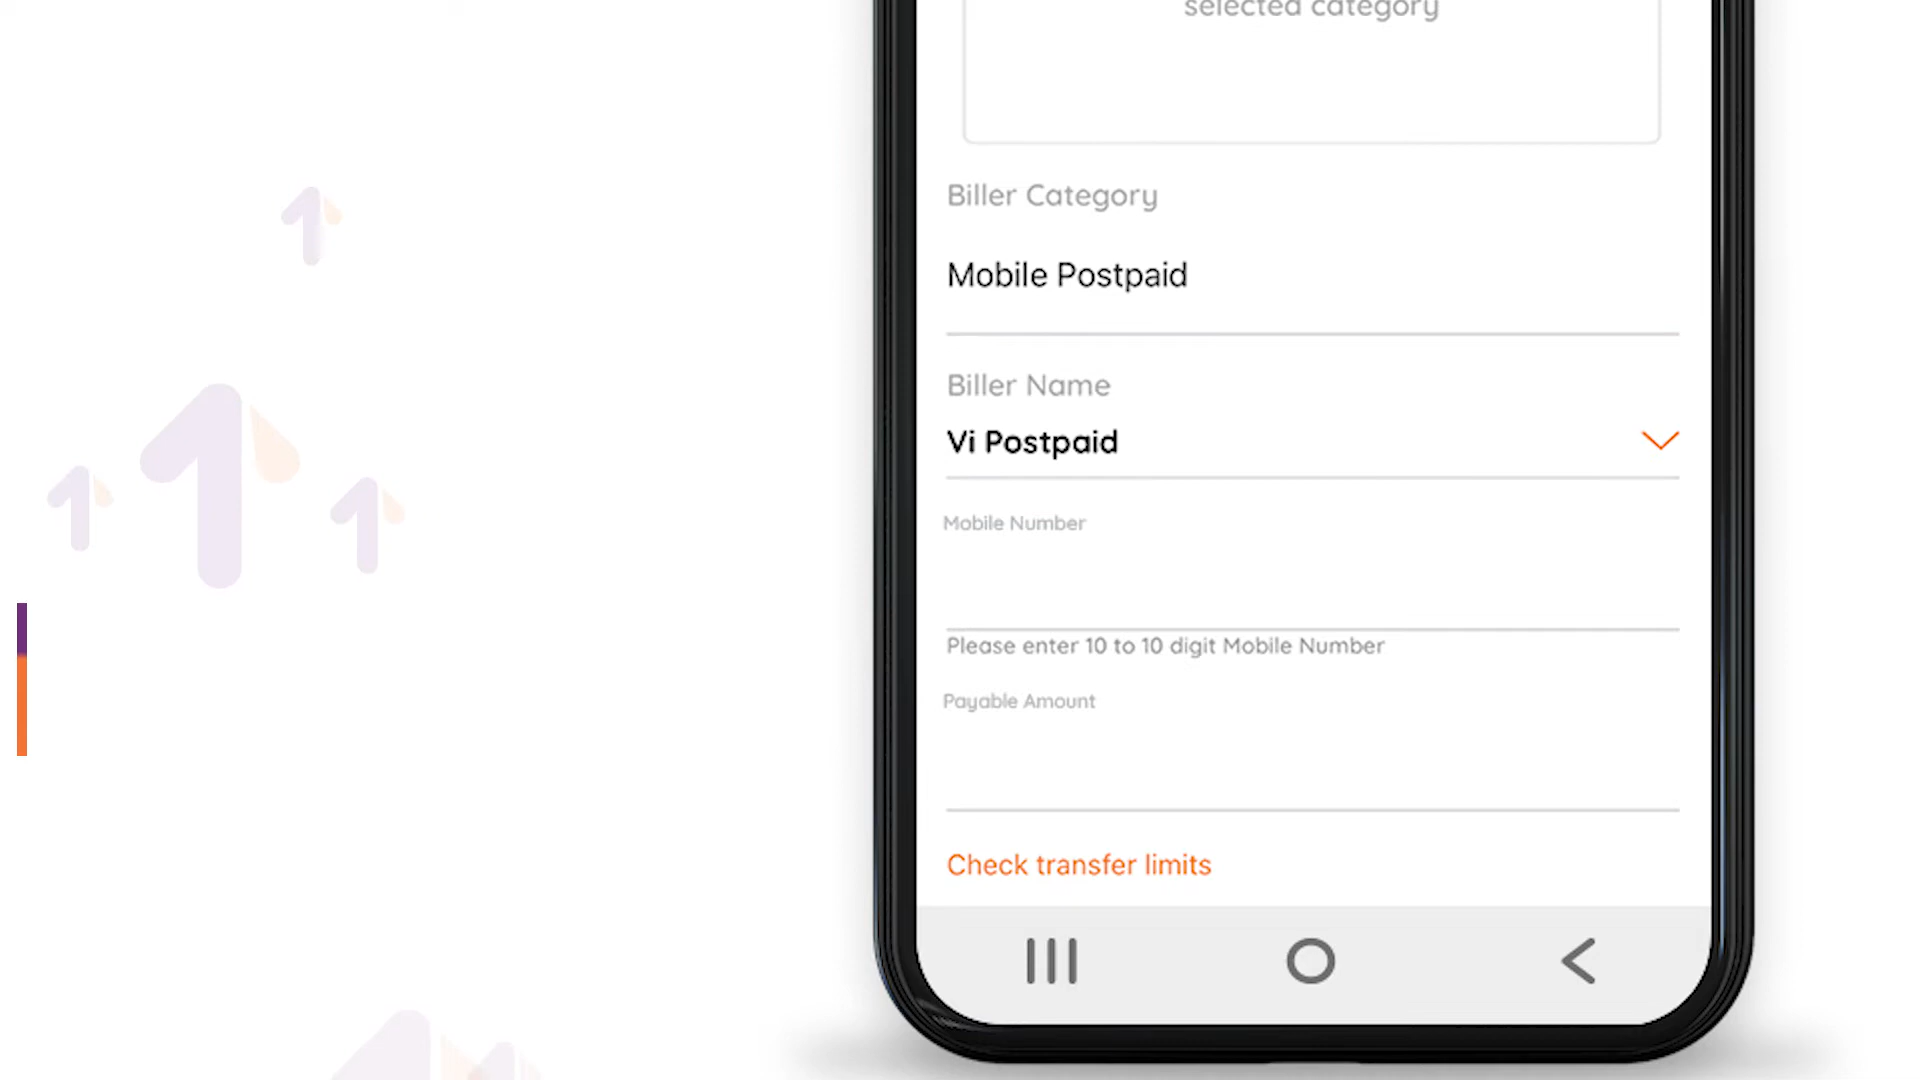 selected category
Biller Category
Mobile Postpaid
Biller Name
Vi Postpaid
Mobile Number
Please enter 10 to 10 digit Mobile Number
Payable Amount
Check transfer limits